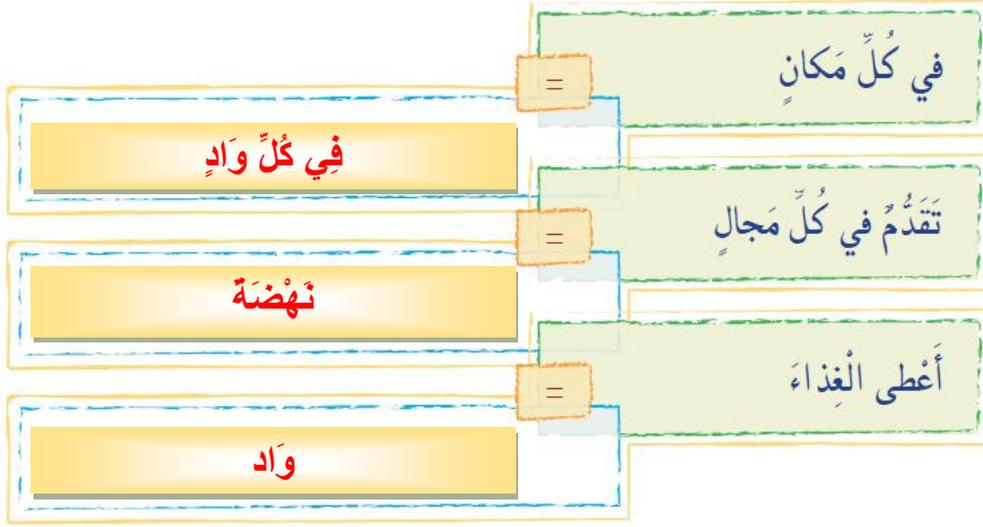 في كُلِّ مَكانٍ
=
فِي كُلِّ وَادٍ
تَقَدُّمٌ في كُلِّ مَجالٍ
=
نَهْضَةٌ
أَعْطى الْغِذاءَ
=
وَاد